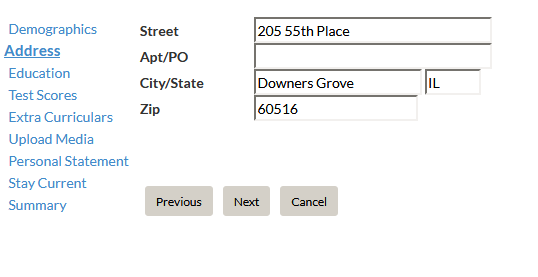 Demographics
Address
Education
Test Scores
Extra Curriculars
Upload Media
Personal Statement
Stay Current
Summary
Street 205 55th Place
Apt/PO
City/State Downers Grove IL
Zip 60516
Previous Next Cancel